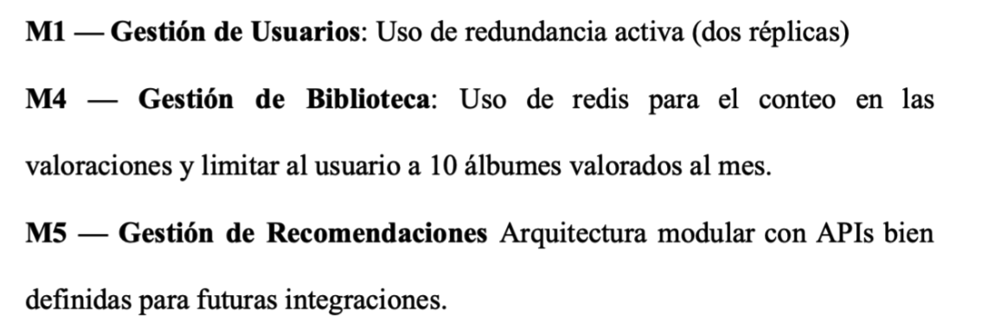 M1 — Gestión de Usuarios: Uso de redundancia activa (dos réplicas)
M4 — Gestión de Biblioteca: Uso de redis para el conteo en las
valoraciones y limitar al usuario a 10 álbumes valorados al mes.
M5 — Gestión de Recomendaciones Arquitectura modular con APIs bien
definidas para futuras integraciones.